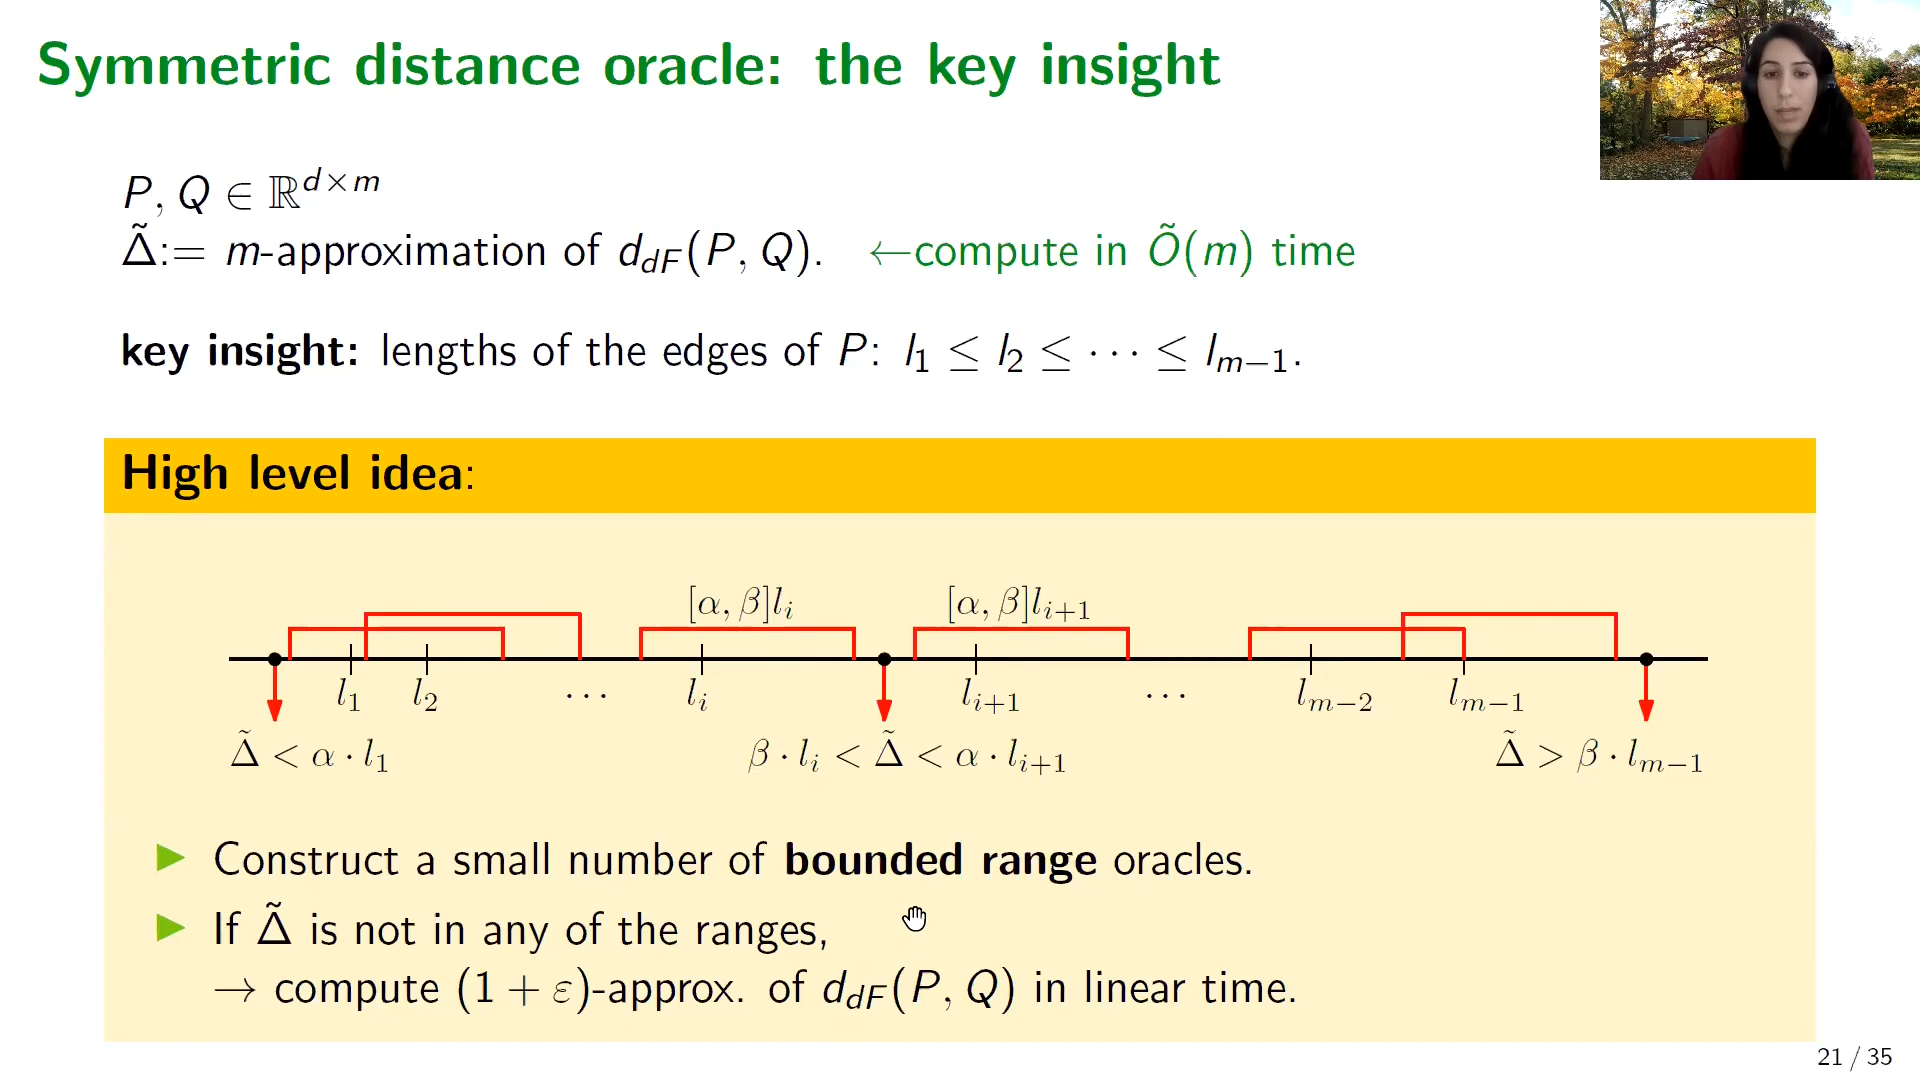 Symmetric distance oracle: the key insight
P, Q ∈ ℝ^{d×m}
Δ̃:= m-approximation of d_{dF}(P, Q). ←compute in Õ(m) time
key insight: lengths of the edges of P: l₁ ≤ l₂ ≤ ··· ≤ l_{m−1}.
High level idea:
[α, β]l_i [α, β]l_{i+1}
l₁ l₂ ··· l_i l_{i+1} ··· l_{m−2} l_{m−1}
Δ̃ < α · l₁ β · l_i < Δ̃ < α · l_{i+1} Δ̃ > β · l_{m−1}
▶ Construct a small number of bounded range oracles.
▶ If Δ̃ is not in any of the ranges,
→ compute (1 + ε)-approx. of d_{dF}(P, Q) in linear time.
21 / 35